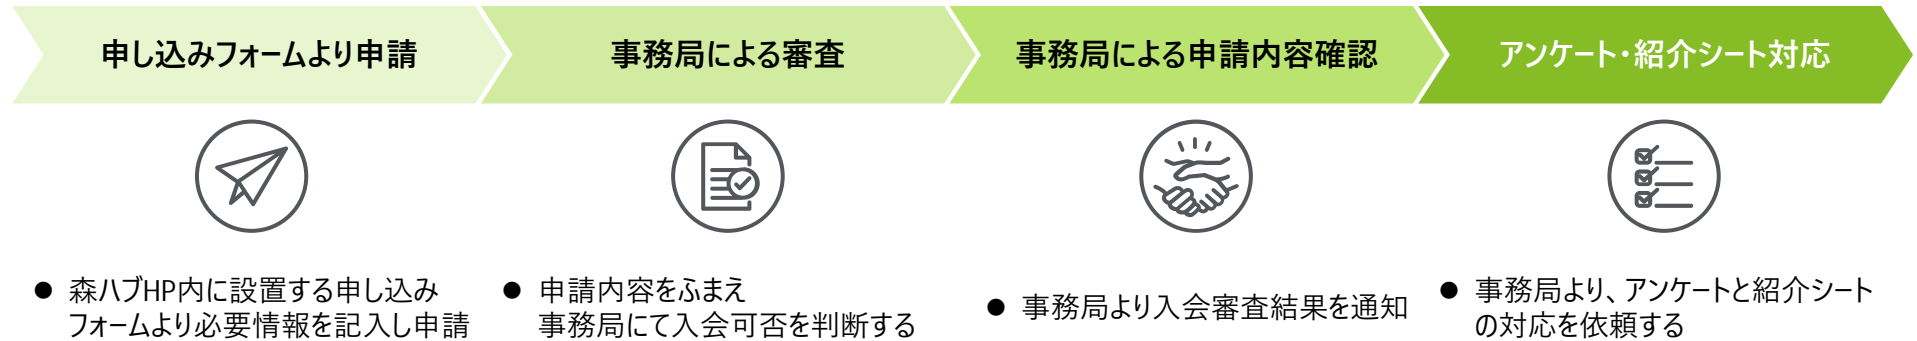 申し込みフォームより申請
事務局による審査
事務局による申請内容確認
アンケート・紹介シート対応
● 森ハブHP内に設置する申し込み
フォームより必要情報を記入し申請
● 申請内容をふまえ
事務局にて入会可否を判断する
● 事務局より入会審査結果を通知
● 事務局より、アンケートと紹介シート
の対応を依頼する